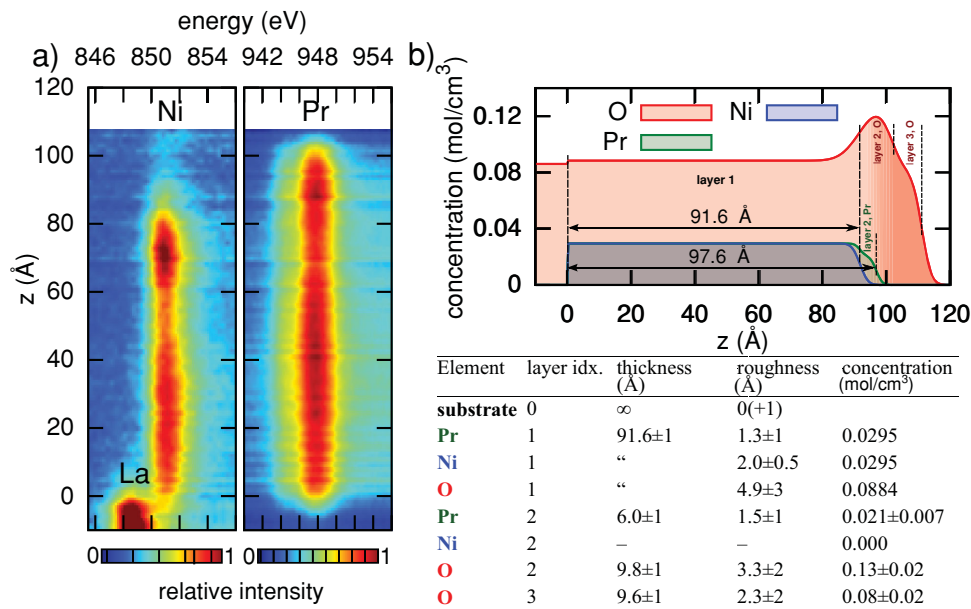 energy (eV)
a) 846 850 854 942 948 954
Ni Pr
z (Å)
120
100
80
60
40
20
0
La
0 1 0 1
relative intensity
b)
concentration (mol/cm³)
0.12
0.08
0.04
0
O Ni
Pr
layer 1
layer 2, O
layer 3, O
layer 2, Pr
91.6 Å
97.6 Å
0 20 40 60 80 100 120
z (Å)
Element layer idx. thickness (Å) roughness (Å) concentration (mol/cm³)
substrate 0 ∞ 0(+1)
Pr 1 91.6±1 1.3±1 0.0295
Ni 1 “ 2.0±0.5 0.0295
O 1 “ 4.9±3 0.0884
Pr 2 6.0±1 1.5±1 0.021±0.007
Ni 2 – – 0.000
O 2 9.8±1 3.3±2 0.13±0.02
O 3 9.6±1 2.3±2 0.08±0.02